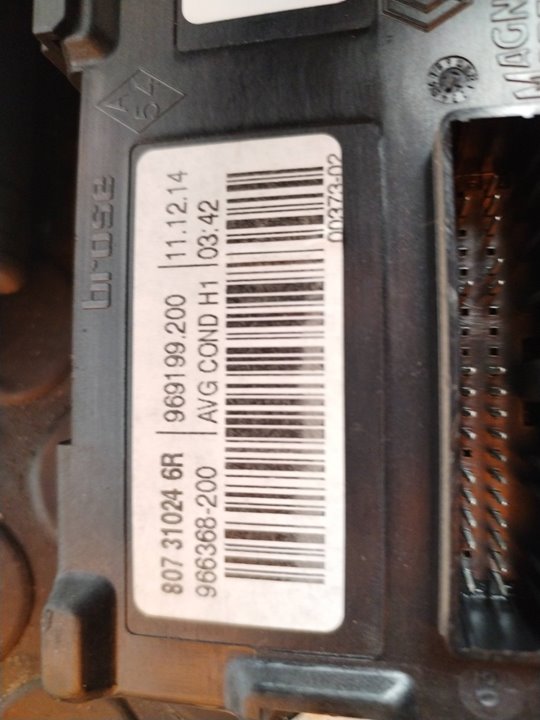 brose
54
807 31024 6R 969199.200 11.12.14
966368-200 AVG COND H1 03:42
00373-02
MAGN